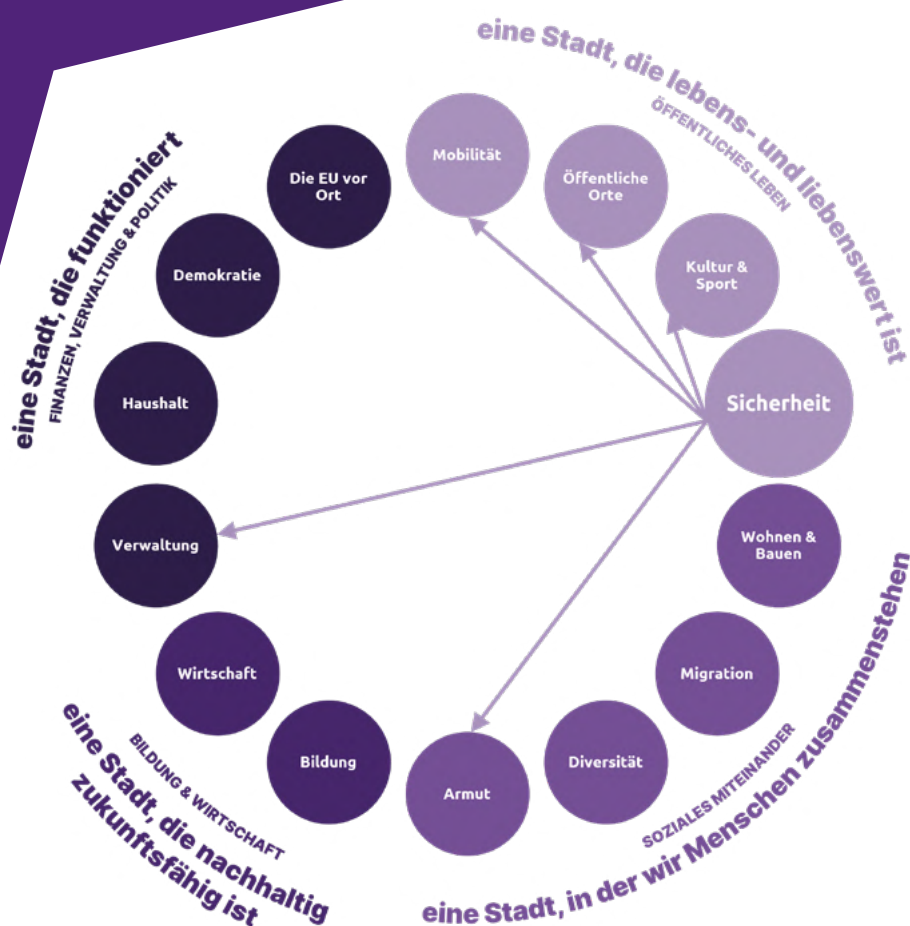 eine Stadt, die lebens- und liebenswert ist
ÖFFENTLICHES LEBEN
Mobilität
Öffentliche
Orte
Kultur &
Sport
Sicherheit
Wohnen &
Bauen
Migration
Diversität
Armut
SOZIALES MITEINANDER
eine Stadt, in der wir Menschen zusammenstehen
Bildung
Wirtschaft
BILDUNG & WIRTSCHAFT
eine Stadt, die nachhaltig
zukunftsfähig ist
Verwaltung
Haushalt
Demokratie
Die EU vor
Ort
eine Stadt, die funktioniert
FINANZEN, VERWALTUNG & POLITIK